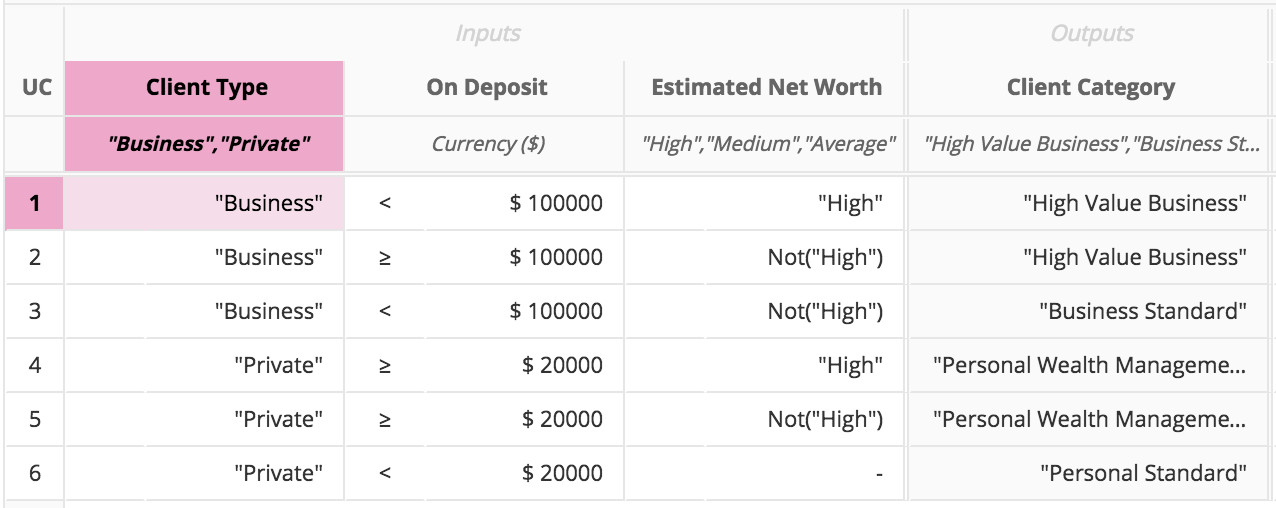 Inputs Outputs
UC Client Type On Deposit Estimated Net Worth Client Category
"Business","Private" Currency ($) "High","Medium","Average" "High Value Business","Business St...
1 "Business" < $ 100000 "High" "High Value Business"
2 "Business" ≥ $ 100000 Not("High") "High Value Business"
3 "Business" < $ 100000 Not("High") "Business Standard"
4 "Private" ≥ $ 20000 "High" "Personal Wealth Manageme...
5 "Private" ≥ $ 20000 Not("High") "Personal Wealth Manageme...
6 "Private" < $ 20000 - "Personal Standard"